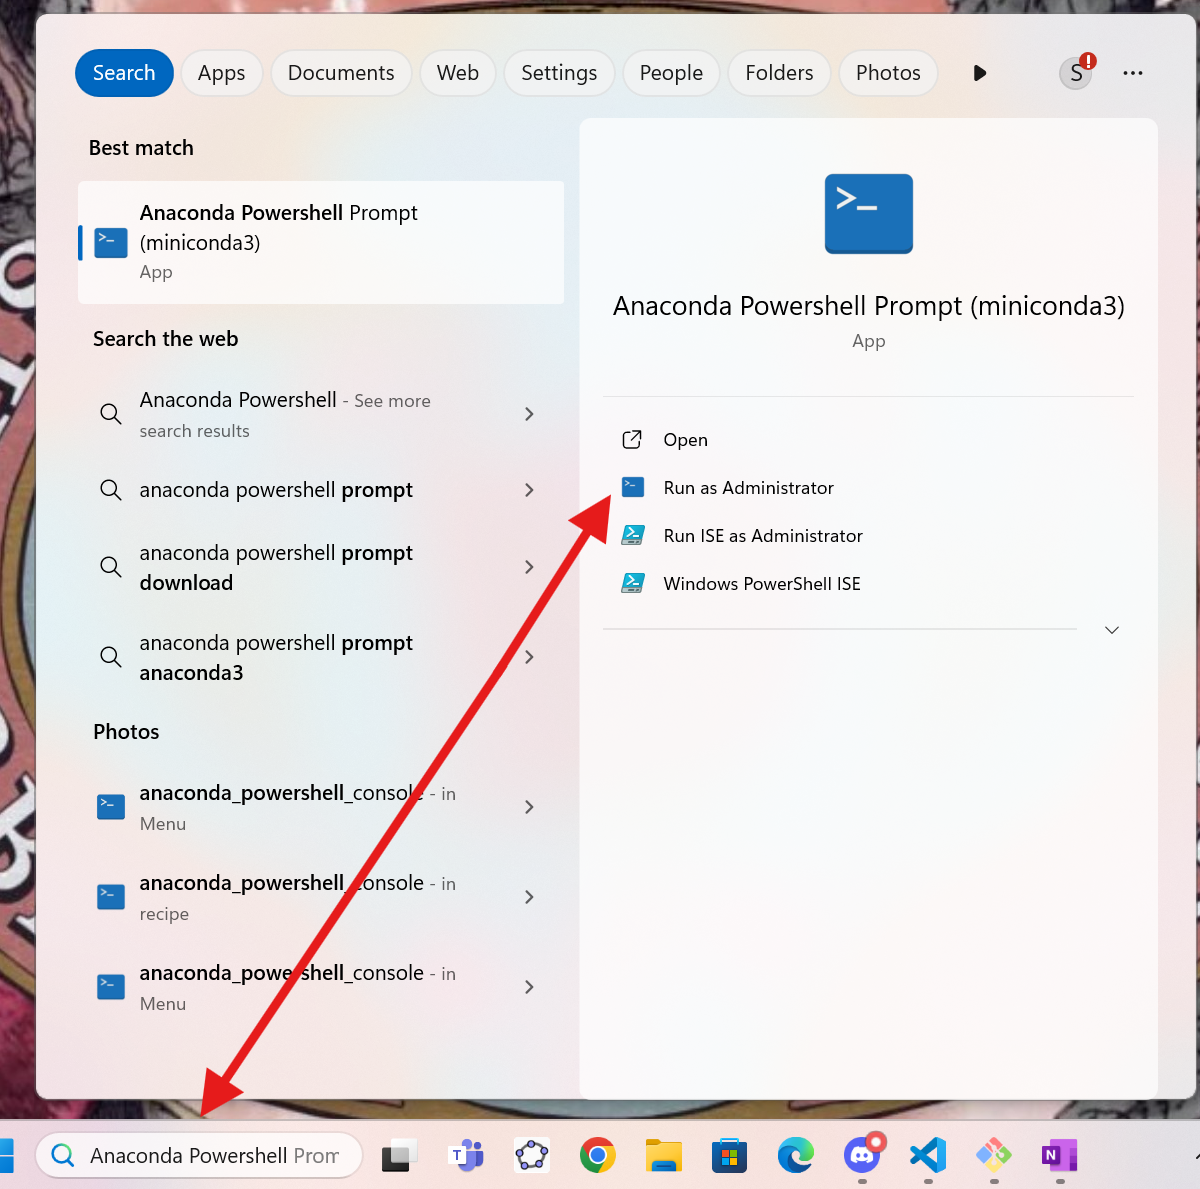 Search
Apps
Documents
Web
Settings
People
Folders
Photos
S
!
Best match
Anaconda Powershell Prompt
(miniconda3)
App
Search the web
Anaconda Powershell - See more
search results
anaconda powershell prompt
anaconda powershell prompt
download
anaconda powershell prompt
anaconda3
Photos
anaconda_powershell_console - in
Menu
anaconda_powershell_console - in
recipe
anaconda_powershell_console - in
Menu
Anaconda Powershell Prompt (miniconda3)
App
Open
Run as Administrator
Run ISE as Administrator
Windows PowerShell ISE
Anaconda Powershell Prom
T
N